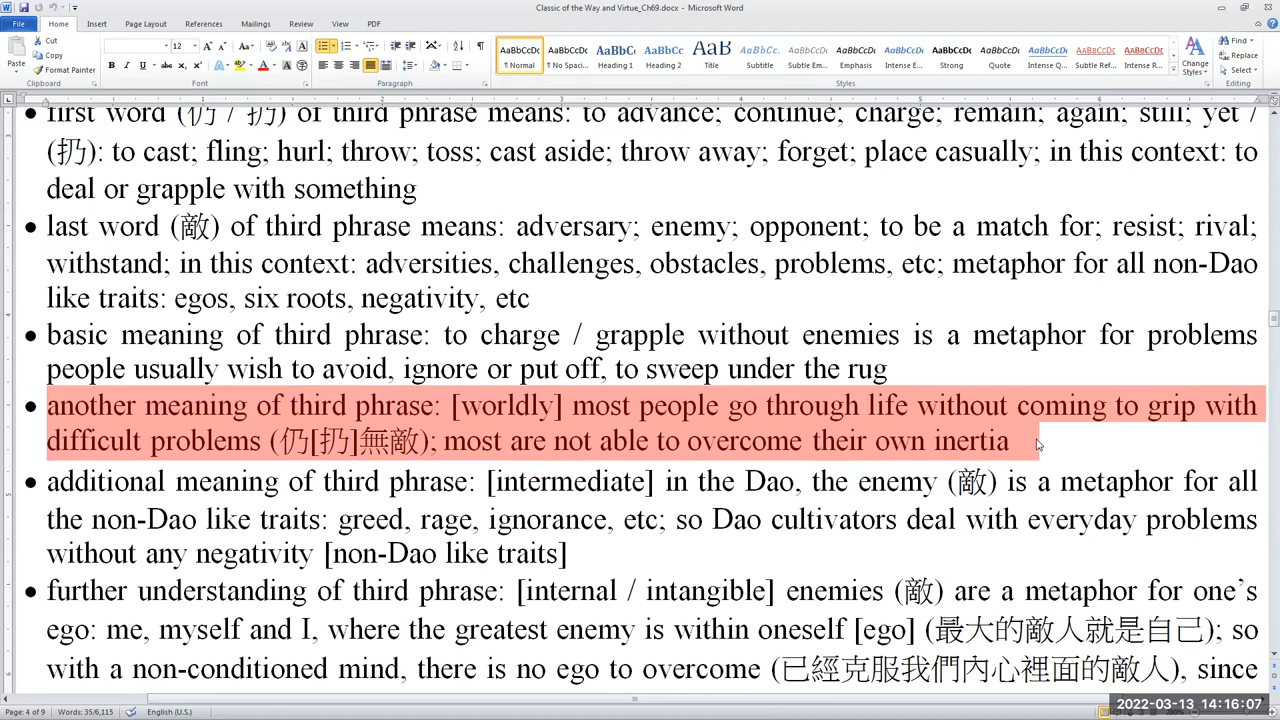 Classic of the Way and Virtue_Ch69.docx - Microsoft Word
File Home Insert Page Layout References Mailings Review View PDF
Cut
Copy
Format Painter
Paste
12
AaBbCcDc AaBbCcDc AaBbC AaBbCc AaB AaBbCc. AaBbCcDc AaBbCcDc AaBbCcDc AaBbCcDc AaBbCcDc AaBbCcDc AaBbCcDc
¶ Normal ¶ No Spaci... Heading 1 Heading 2 Title Subtitle Subtle Em... Emphasis Intense E... Strong Quote Intense Q... Subtle Ref... Intense R...
Change
Styles
Find
Replace
Select
Clipboard Font Paragraph Styles Editing
• first word (仍 / 扔) of third phrase means: to advance; continue; charge; remain; again; still; yet /
(扔): to cast; fling; hurl; throw; toss; cast aside; throw away; forget; place casually; in this context: to
deal or grapple with something
• last word (敵) of third phrase means: adversary; enemy; opponent; to be a match for; resist; rival;
withstand; in this context: adversities, challenges, obstacles, problems, etc; metaphor for all non-Dao
like traits: egos, six roots, negativity, etc
• basic meaning of third phrase: to charge / grapple without enemies is a metaphor for problems
people usually wish to avoid, ignore or put off, to sweep under the rug
• another meaning of third phrase: [worldly] most people go through life without coming to grip with
difficult problems (仍[扔]無敵); most are not able to overcome their own inertia
• additional meaning of third phrase: [intermediate] in the Dao, the enemy (敵) is a metaphor for all
the non-Dao like traits: greed, rage, ignorance, etc; so Dao cultivators deal with everyday problems
without any negativity [non-Dao like traits]
• further understanding of third phrase: [internal / intangible] enemies (敵) are a metaphor for one's
ego: me, myself and I, where the greatest enemy is within oneself [ego] (最大的敵人就是自己); so
with a non-conditioned mind, there is no ego to overcome (已經克服我們內心裡面的敵人), since
Page: 4 of 9 Words: 35/6,115 English (U.S.)
2022-03-13 14:16:07